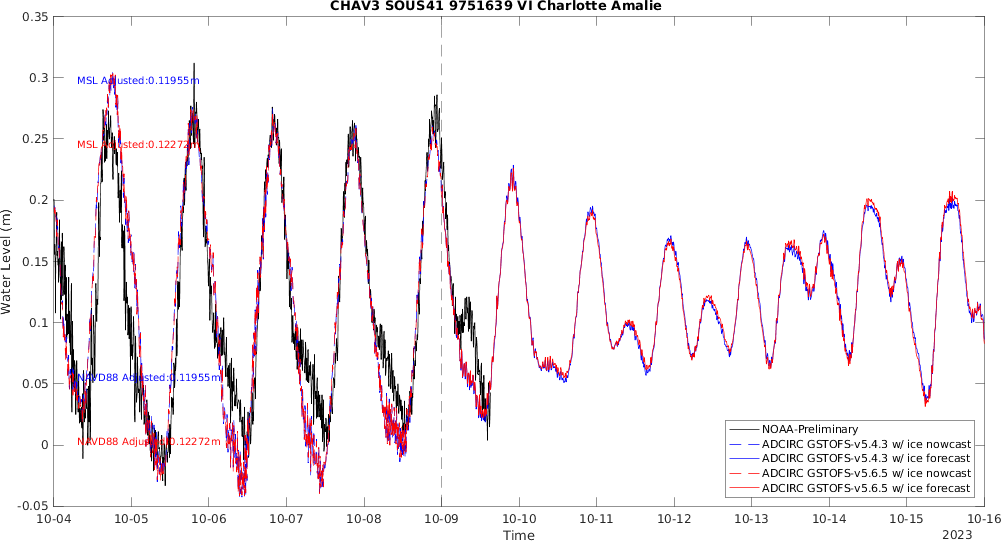 CHAV3 SOUS41 9751639 VI Charlotte Amalie
0.35
0.3
0.25
0.2
0.15
0.1
0.05
0
-0.05
Water Level (m)
MSL Adjusted:0.11955m
MSL Adjusted:0.12272m
NAVD88 Adjusted:0.11955m
NAVD88 Adjusted:0.12272m
NOAA-Preliminary
ADCIRC GSTOFS-v5.4.3 w/ ice nowcast
ADCIRC GSTOFS-v5.4.3 w/ ice forecast
ADCIRC GSTOFS-v5.6.5 w/ ice nowcast
ADCIRC GSTOFS-v5.6.5 w/ ice forecast
10-04 10-05 10-06 10-07 10-08 10-09 10-10 10-11 10-12 10-13 10-14 10-15 10-16
Time
2023